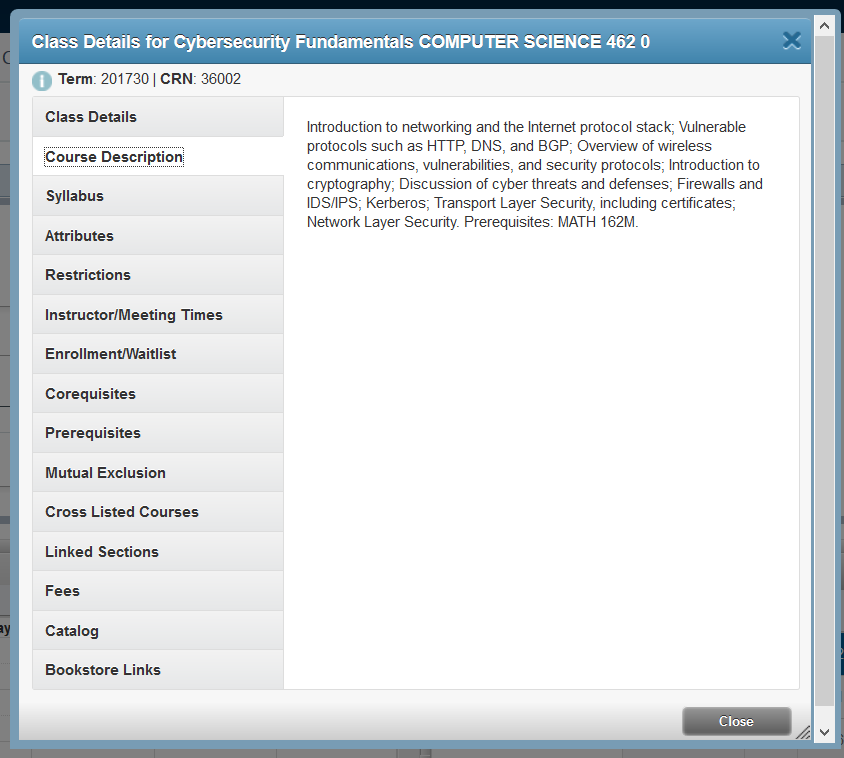 Class Details for Cybersecurity Fundamentals COMPUTER SCIENCE 462 0
Term: 201730 | CRN: 36002
Class Details
Course Description
Syllabus
Attributes
Restrictions
Instructor/Meeting Times
Enrollment/Waitlist
Corequisites
Prerequisites
Mutual Exclusion
Cross Listed Courses
Linked Sections
Fees
Catalog
Bookstore Links
Introduction to networking and the Internet protocol stack; Vulnerable
protocols such as HTTP, DNS, and BGP; Overview of wireless
communications, vulnerabilities, and security protocols; Introduction to
cryptography; Discussion of cyber threats and defenses; Firewalls and
IDS/IPS; Kerberos; Transport Layer Security, including certificates;
Network Layer Security. Prerequisites: MATH 162M.
Close